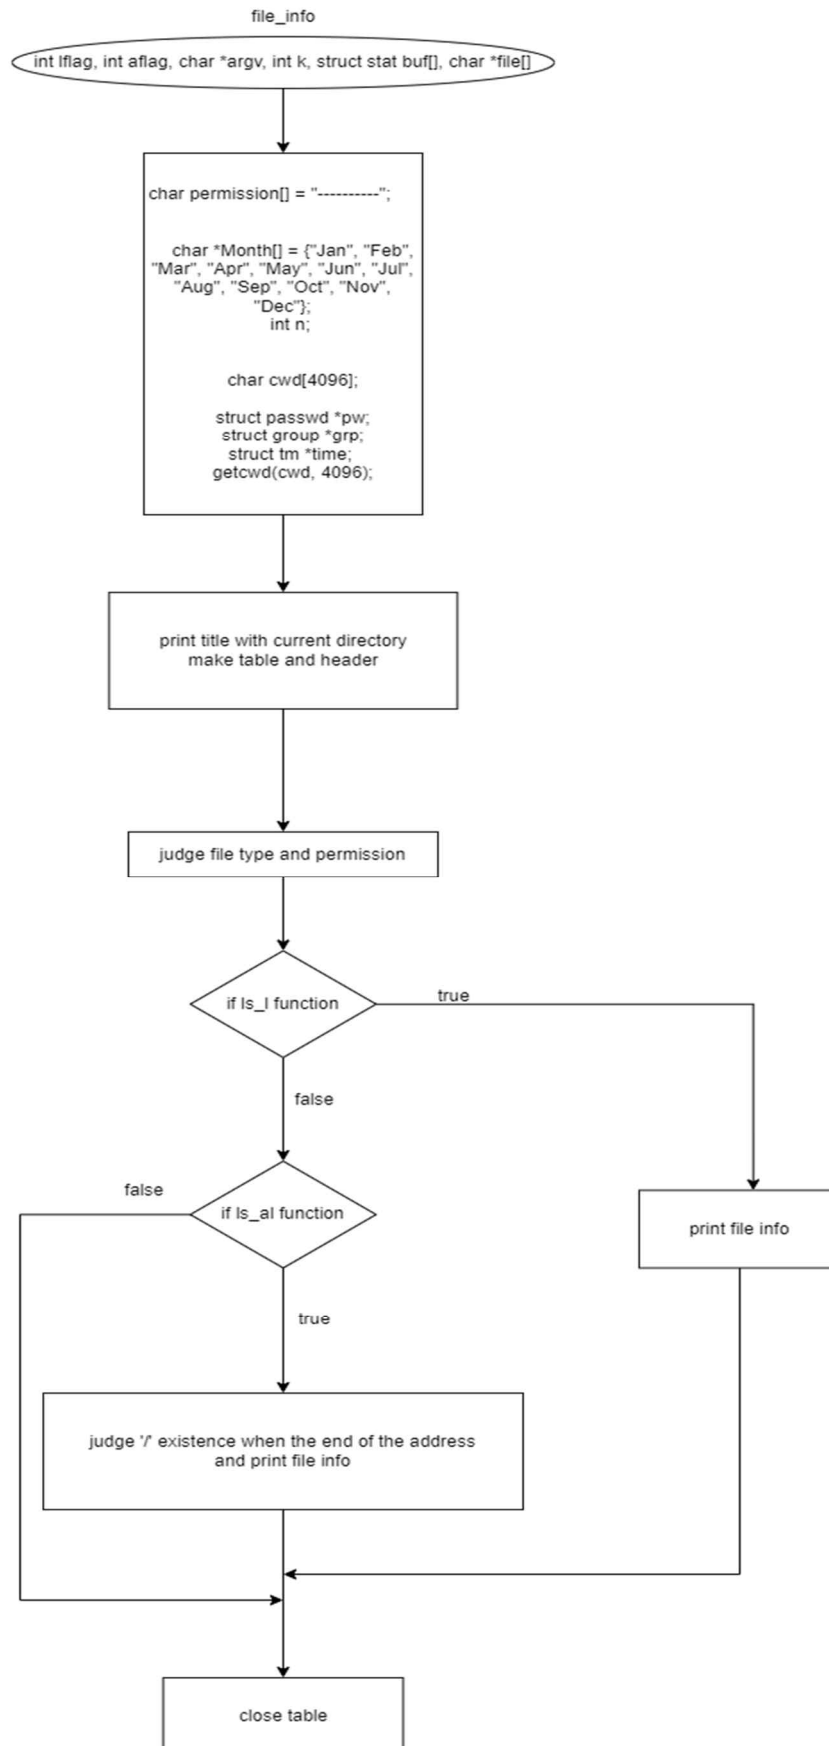 file_info
int lflag, int aflag, char *argv, int k, struct stat buf[], char *file[]
char permission[] = "----------";
char *Month[] = {"Jan", "Feb",
"Mar", "Apr", "May", "Jun", "Jul",
"Aug", "Sep", "Oct", "Nov",
"Dec"};
int n;
char cwd[4096];
struct passwd *pw;
struct group *grp;
struct tm *time;
getcwd(cwd, 4096);
print title with current directory
make table and header
judge file type and permission
if ls_l function
true
false
false
if ls_al function
print file info
true
judge '/' existence when the end of the address
and print file info
close table